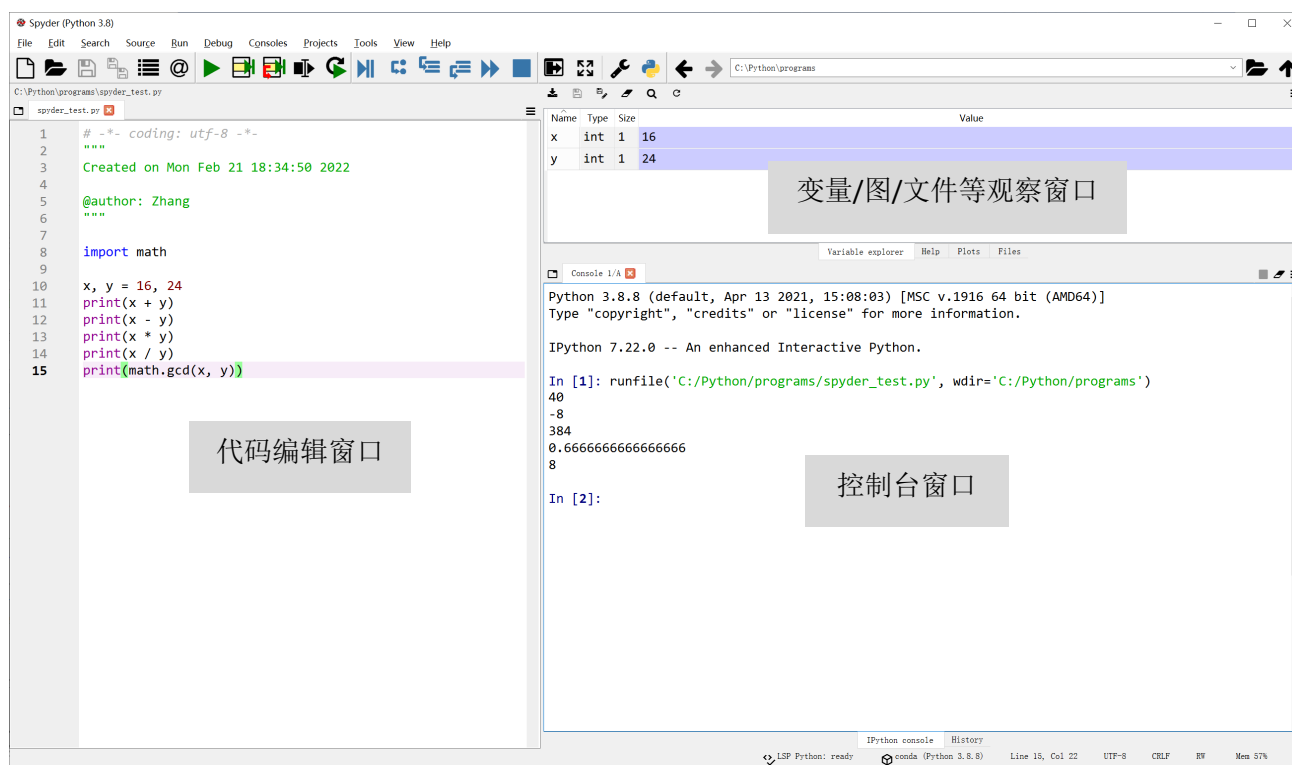 Spyder (Python 3.8)
File Edit Search Source Run Debug Consoles Projects Tools View Help
C:\Python\programs
C:\Python\programs\spyder_test.py
spyder_test.py
1 # -*- coding: utf-8 -*-
2 """
3 Created on Mon Feb 21 18:34:50 2022
4
5 @author: Zhang
6 """
7
8 import math
9
10 x, y = 16, 24
11 print(x + y)
12 print(x - y)
13 print(x * y)
14 print(x / y)
15 print(math.gcd(x, y))
代码编辑窗口
Name Type Size Value
x int 1 16
y int 1 24
变量/图/文件等观察窗口
Variable explorer Help Plots Files
Console 1/A
Python 3.8.8 (default, Apr 13 2021, 15:08:03) [MSC v.1916 64 bit (AMD64)]
Type "copyright", "credits" or "license" for more information.
IPython 7.22.0 -- An enhanced Interactive Python.
In [1]: runfile('C:/Python/programs/spyder_test.py', wdir='C:/Python/programs')
40
-8
384
0.6666666666666666
8
In [2]:
控制台窗口
IPython console History
LSP Python: ready conda (Python 3.8.8) Line 15, Col 22 UTF-8 CRLF RW Mem 57%